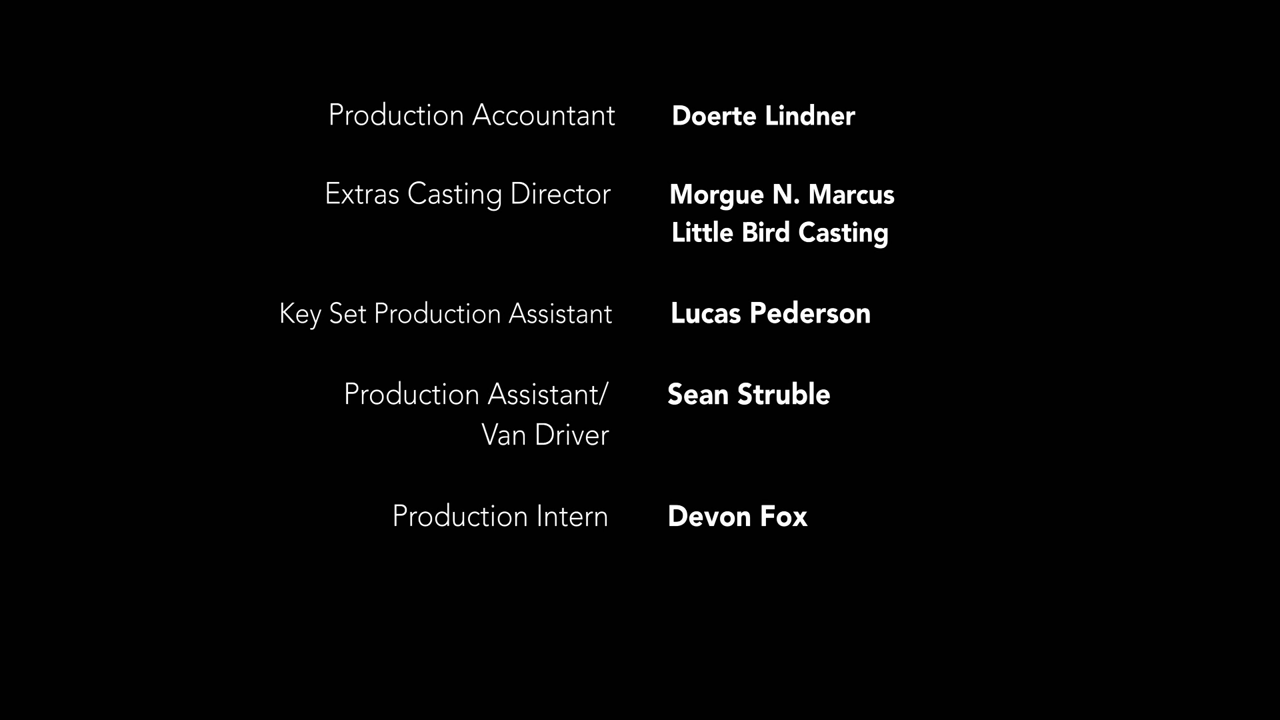 Production Accountant Doerte Lindner
Extras Casting Director Morgue N. Marcus
Little Bird Casting
Key Set Production Assistant Lucas Pederson
Production Assistant/ Sean Struble
Van Driver
Production Intern Devon Fox